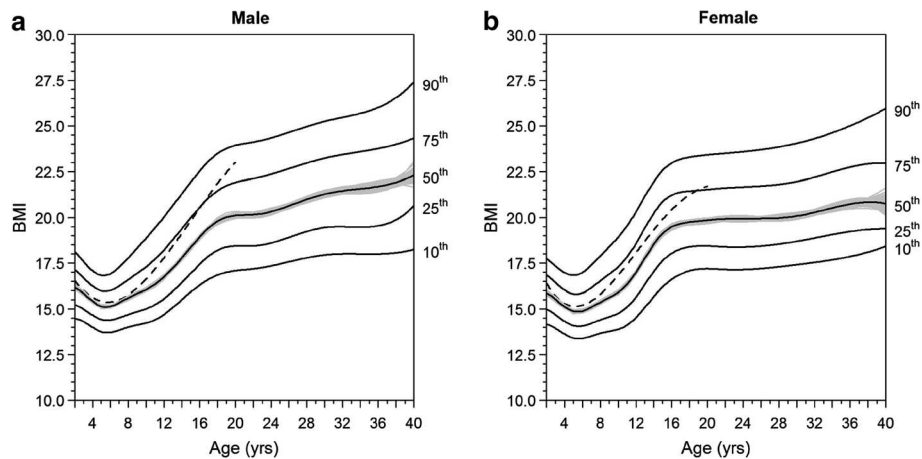 a
Male
BMI
30.0
27.5
25.0
22.5
20.0
17.5
15.0
12.5
10.0
90th
75th
50th
25th
10th
4 8 12 16 20 24 28 32 36 40
Age (yrs)
b
Female
BMI
30.0
27.5
25.0
22.5
20.0
17.5
15.0
12.5
10.0
90th
75th
50th
25th
10th
4 8 12 16 20 24 28 32 36 40
Age (yrs)